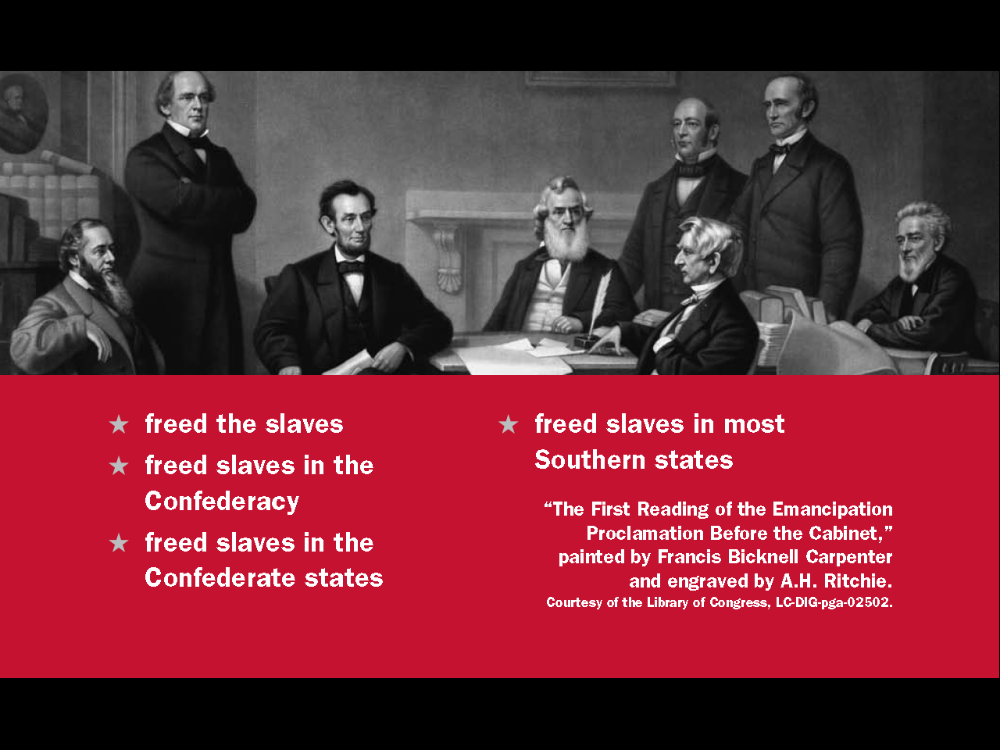 ★ freed the slaves
★ freed slaves in the
Confederacy
★ freed slaves in the
Confederate states
★ freed slaves in most
Southern states
“The First Reading of the Emancipation
Proclamation Before the Cabinet,”
painted by Francis Bicknell Carpenter
and engraved by A.H. Ritchie.
Courtesy of the Library of Congress, LC-DIG-pga-02502.